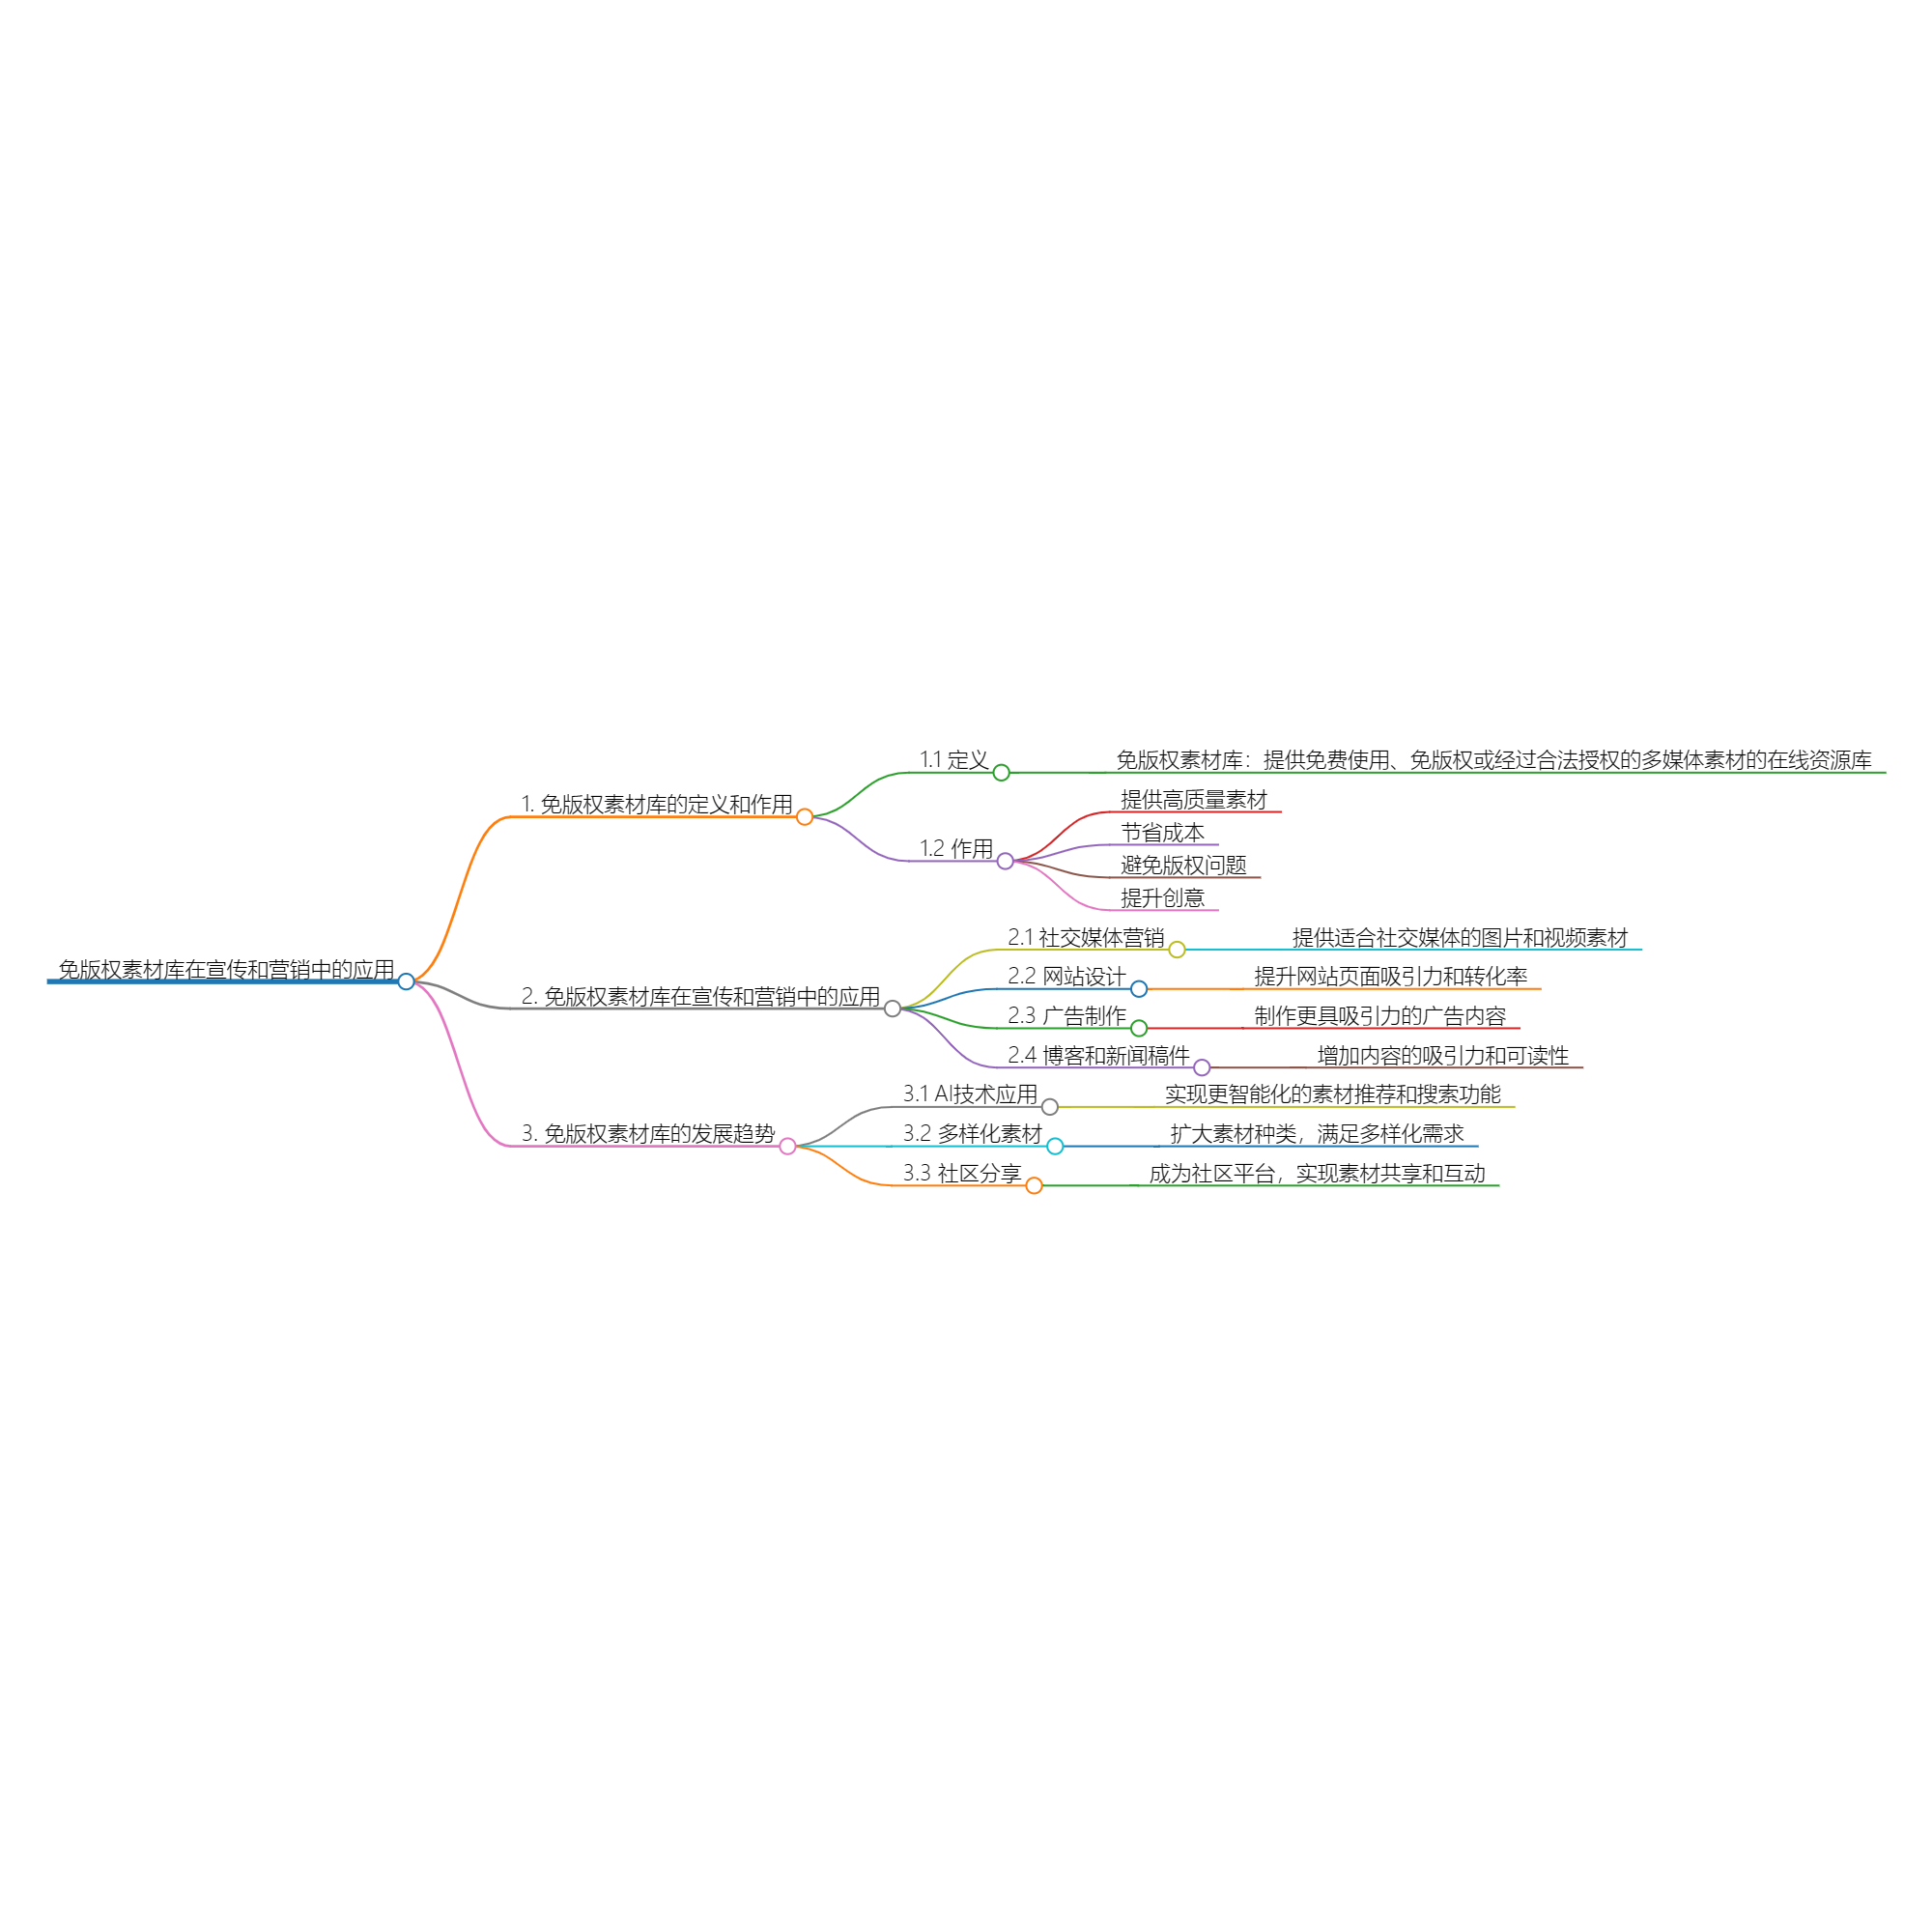 免版权素材库在宣传和营销中的应用
1. 免版权素材库的定义和作用
1.1 定义
免版权素材库：提供免费使用、免版权或经过合法授权的多媒体素材的在线资源库
1.2 作用
提供高质量素材
节省成本
避免版权问题
提升创意
2. 免版权素材库在宣传和营销中的应用
2.1 社交媒体营销
提供适合社交媒体的图片和视频素材
2.2 网站设计
提升网站页面吸引力和转化率
2.3 广告制作
制作更具吸引力的广告内容
2.4 博客和新闻稿件
增加内容的吸引力和可读性
3. 免版权素材库的发展趋势
3.1 AI技术应用
实现更智能化的素材推荐和搜索功能
3.2 多样化素材
扩大素材种类，满足多样化需求
3.3 社区分享
成为社区平台，实现素材共享和互动